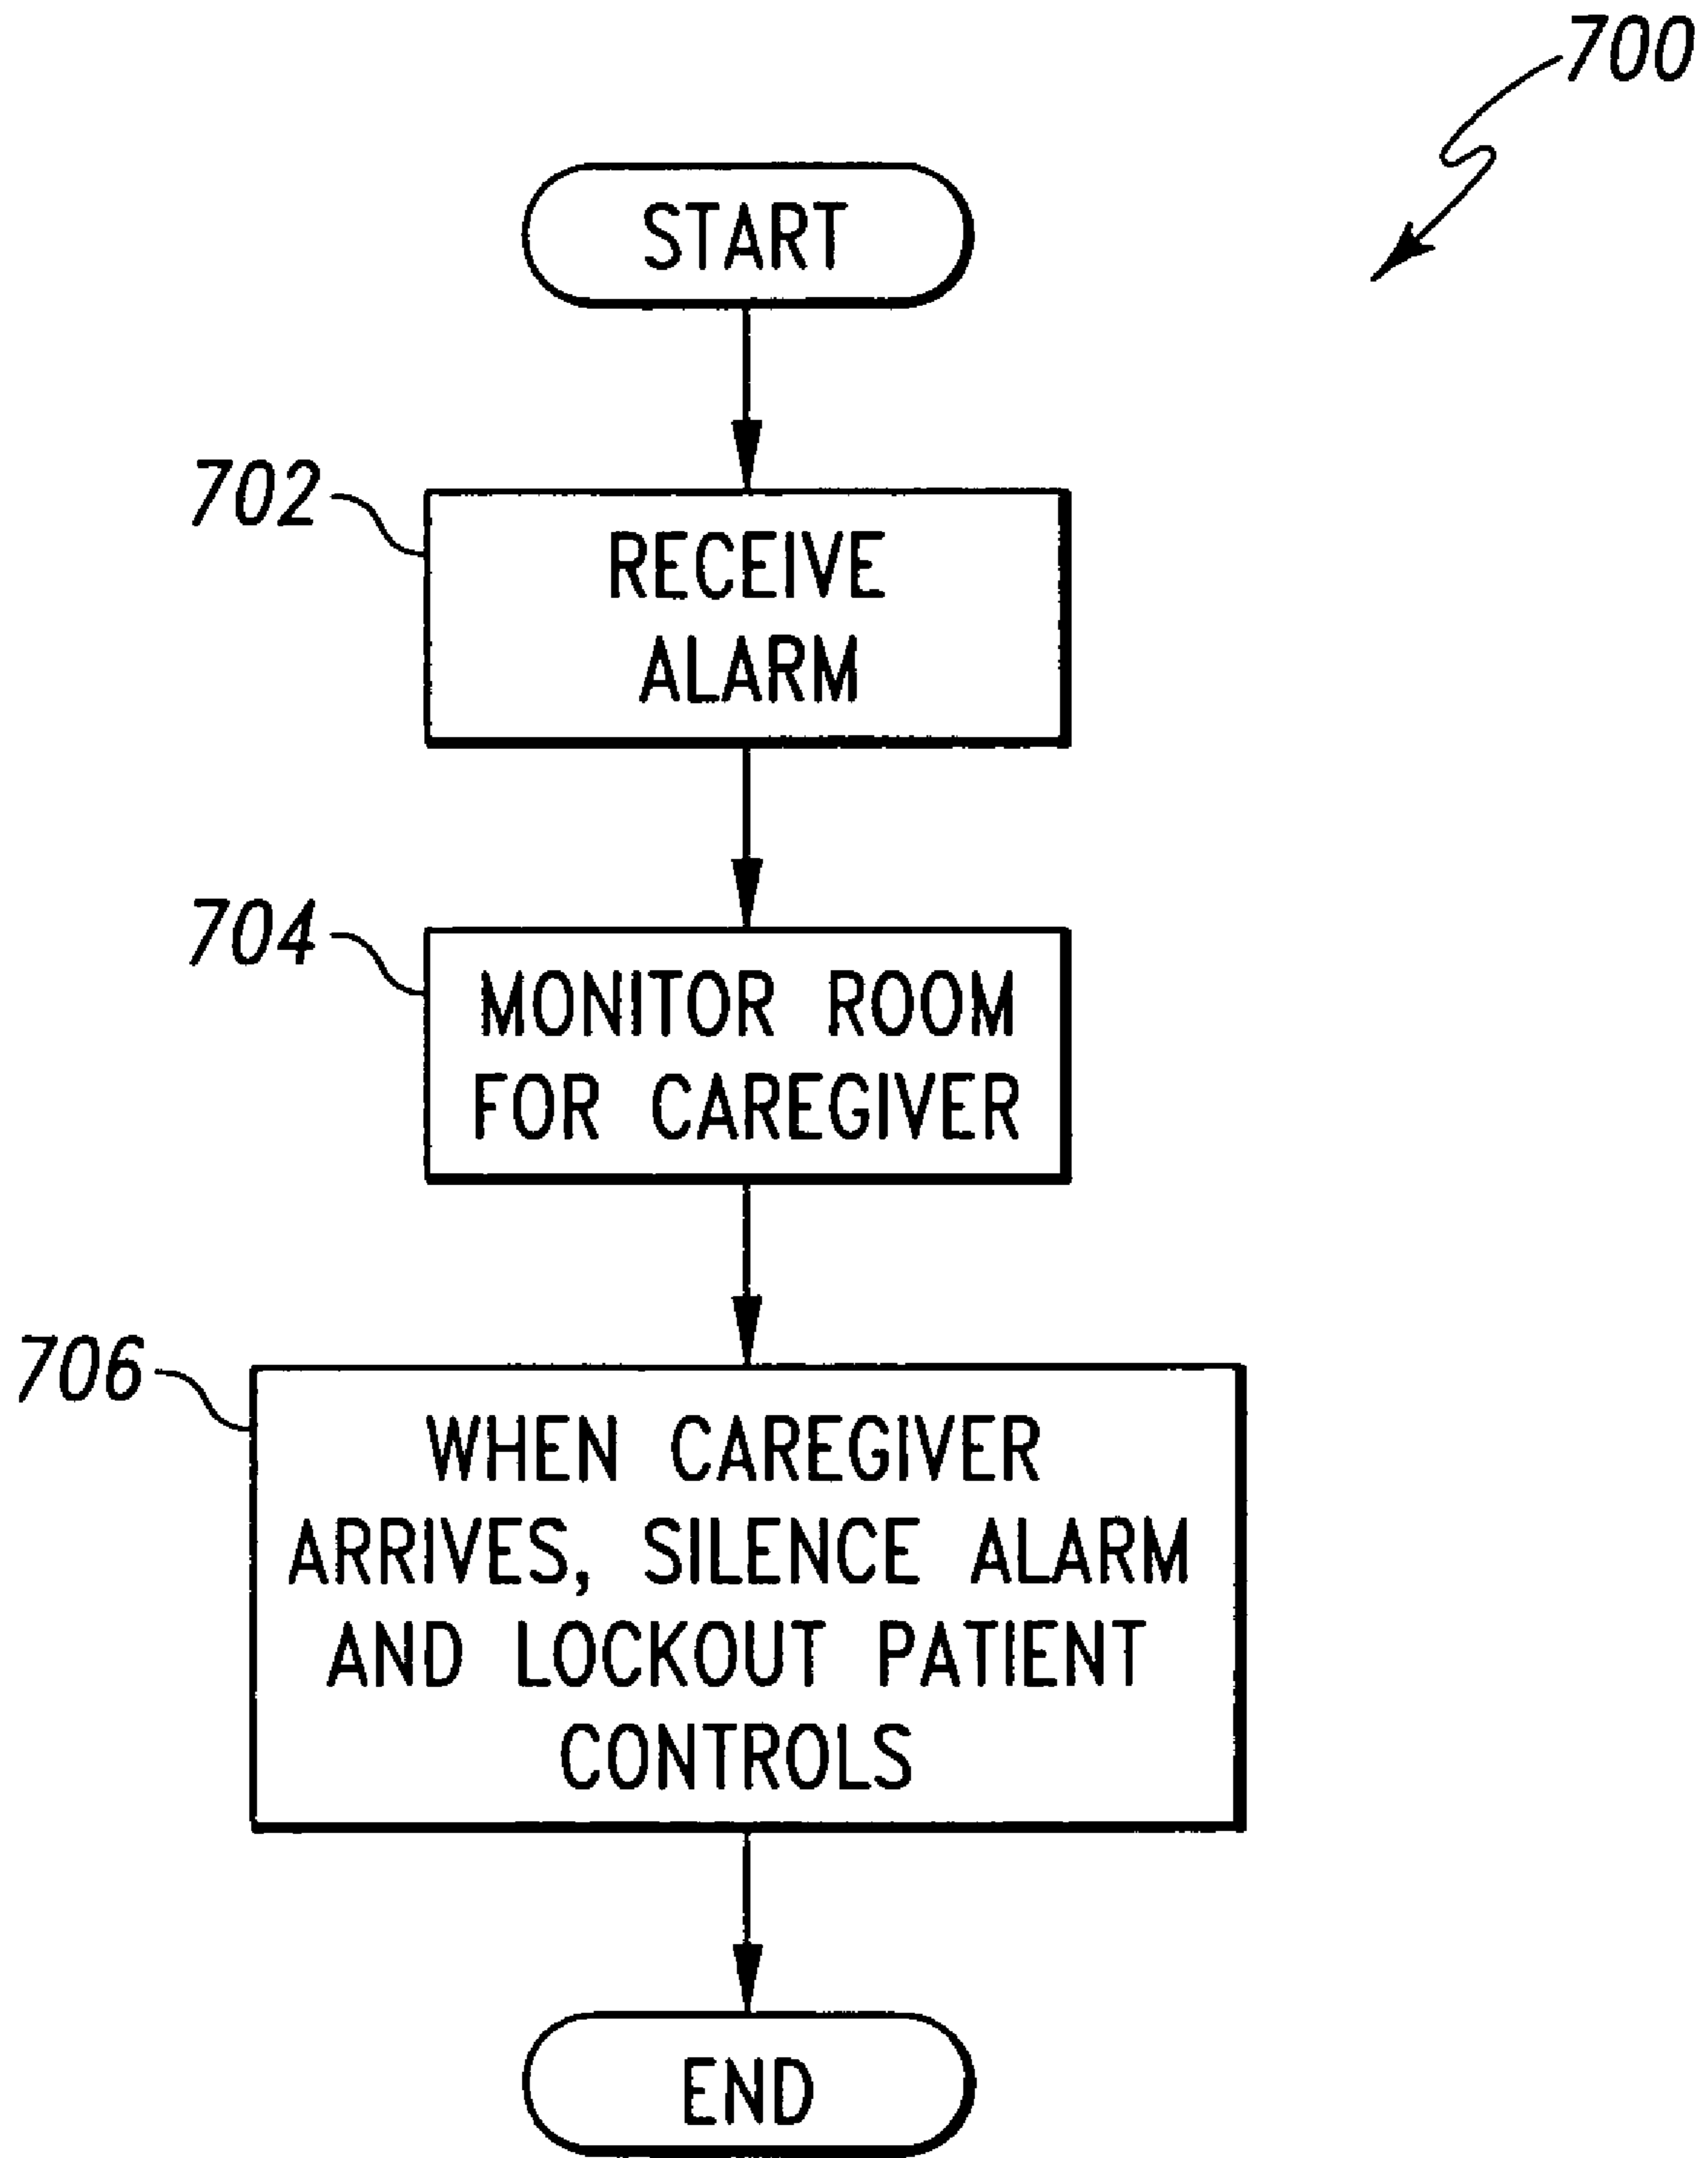 700
START
702
RECEIVE
ALARM
704
MONITOR ROOM
FOR CAREGIVER
706
WHEN CAREGIVER
ARRIVES, SILENCE ALARM
AND LOCKOUT PATIENT
CONTROLS
END